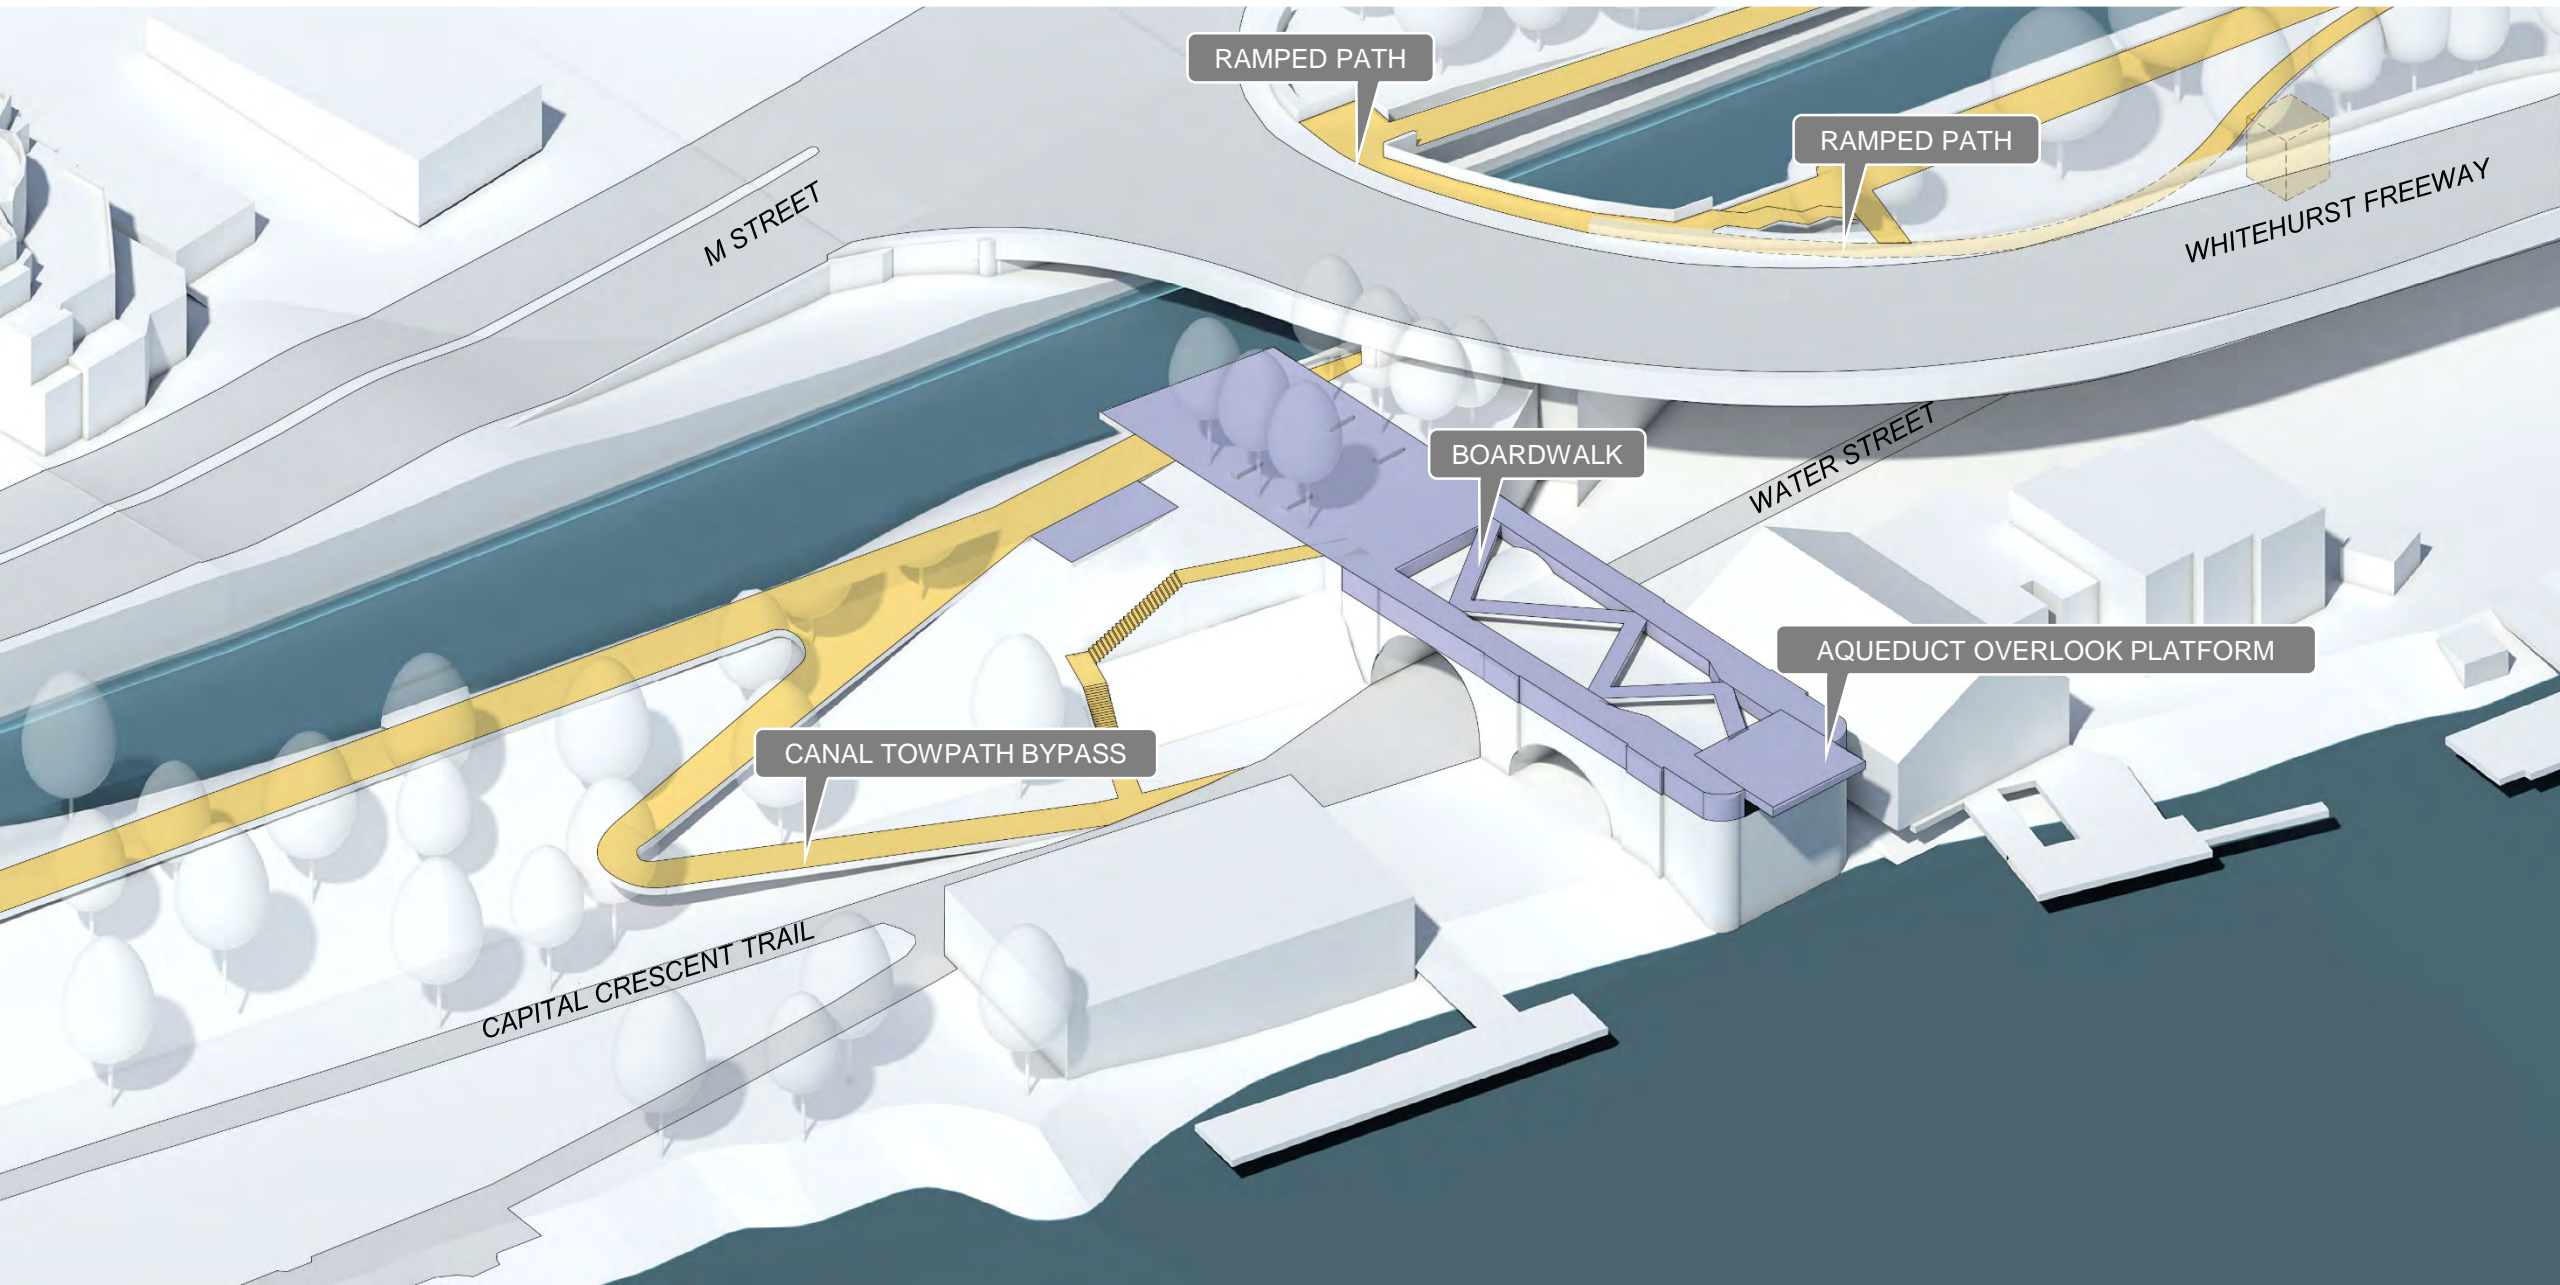 RAMPED PATH
RAMPED PATH
M STREET
WHITEHURST FREEWAY
BOARDWALK
WATER STREET
AQUEDUCT OVERLOOK PLATFORM
CANAL TOWPATH BYPASS
CAPITAL CRESCENT TRAIL